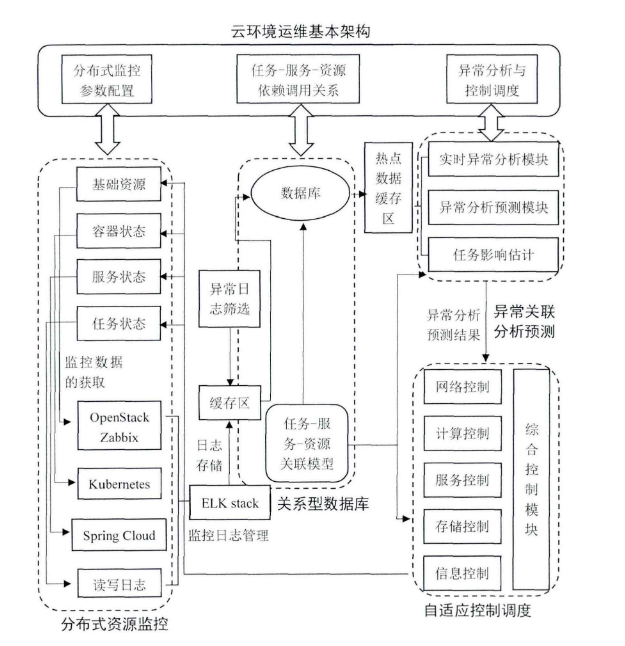 云环境运维基本架构
分布式监控
参数配置
任务-服务-资源
依赖调用关系
异常分析与
控制调度
基础资源
容器状态
服务状态
任务状态
监控数据
的获取
OpenStack
Zabbix
Kubernetes
Spring Cloud
读写日志
分布式资源监控
数据库
异常日
志筛选
缓存区
日志
存储
ELK stack
监控日志管理
任务-服
务-资源
关联模型
关系型数据库
热点
数据
缓存
区
实时异常分析模块
异常分析预测模块
任务影响估计
异常分析
预测结果
异常关联
分析预测
网络控制
计算控制
服务控制
存储控制
信息控制
综
合
控
制
模
块
自适应控制调度